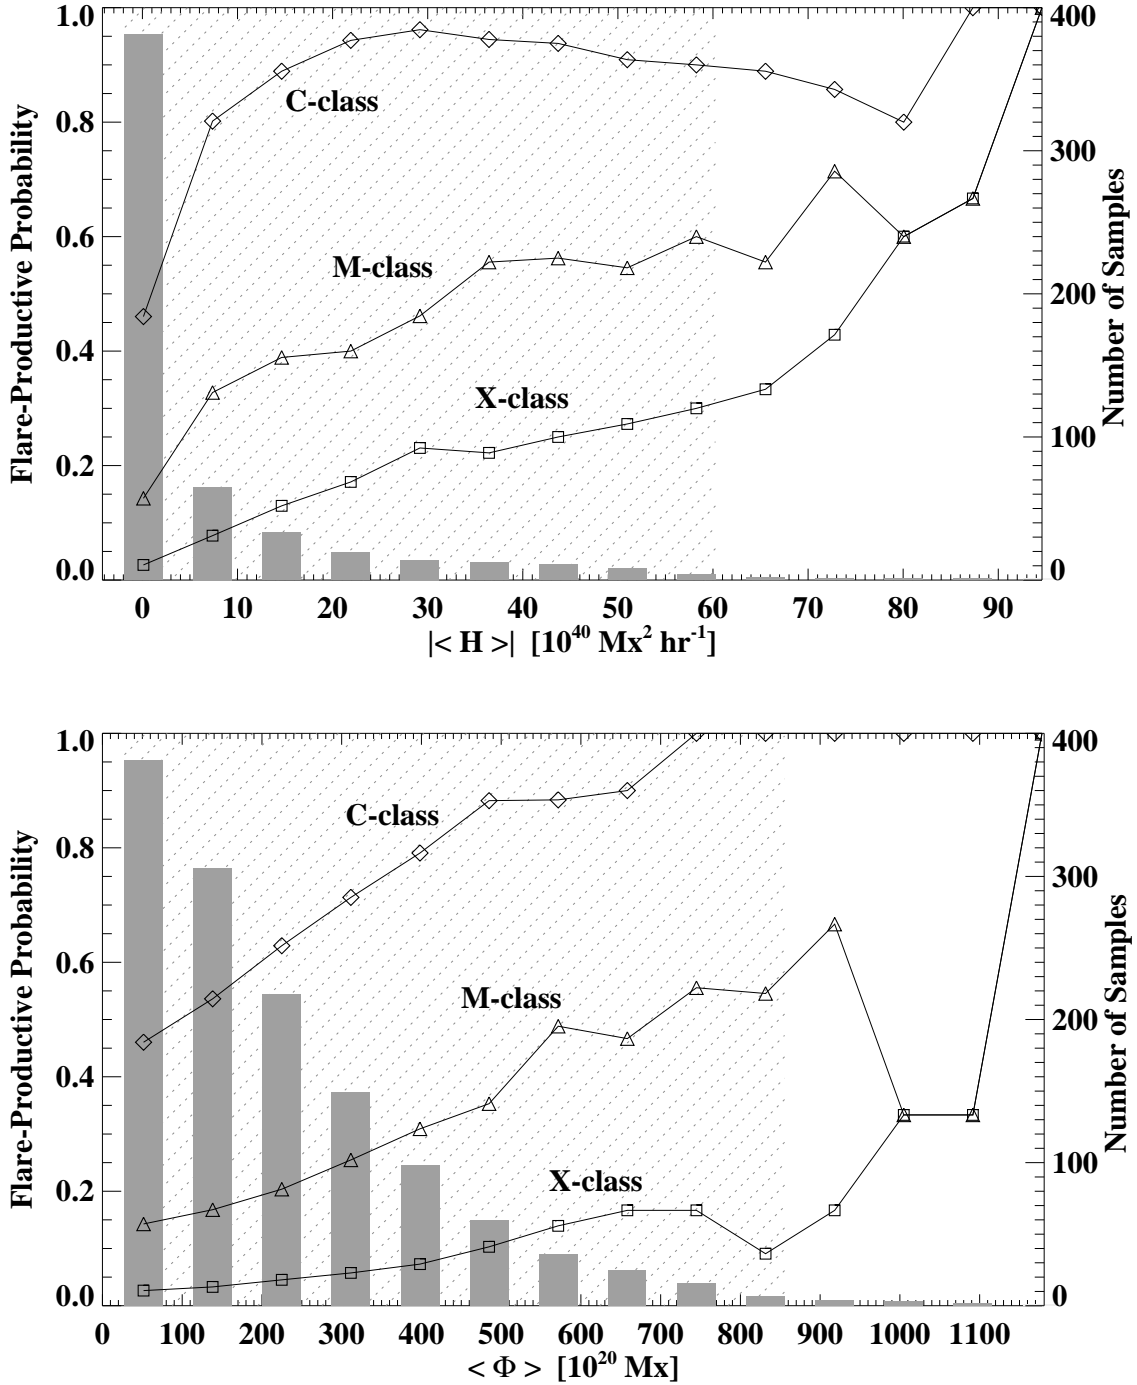 1.0
0.8
0.6
0.4
0.2
0.0
Flare-Productive Probability
C-class
M-class
X-class
400
300
200
100
0
Number of Samples
0 10 20 30 40 50 60 70 80 90
|< H >| [10^40 Mx^2 hr^-1]
1.0
0.8
0.6
0.4
0.2
0.0
Flare-Productive Probability
C-class
M-class
X-class
400
300
200
100
0
Number of Samples
0 100 200 300 400 500 600 700 800 900 1000 1100
< Φ > [10^20 Mx]